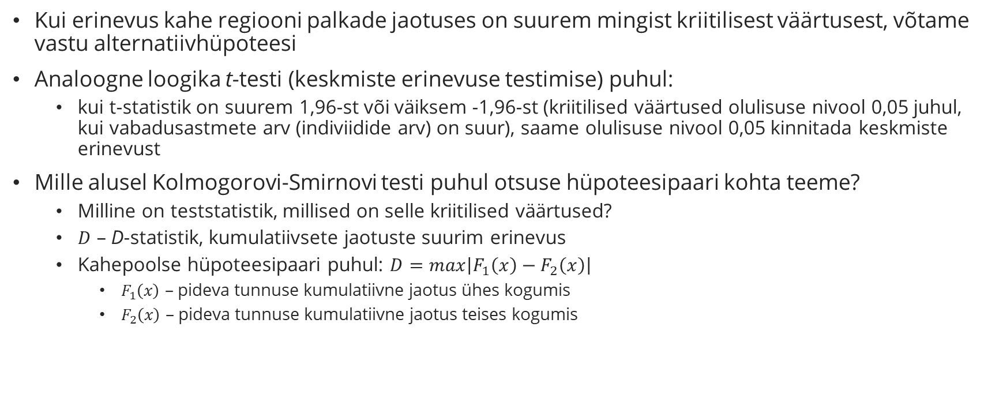 • Kui erinevus kahe regiooni palkade jaotuses on suurem mingist kriitilisest väärtusest, võtame
vastu alternatiivhüpoteesi
• Analoogne loogika t-testi (keskmiste erinevuse testimise) puhul:
• kui t-statistik on suurem 1,96-st või väiksem -1,96-st (kriitilised väärtused olulisuse nivool 0,05 juhul,
kui vabadusastmete arv (indiviidide arv) on suur), saame olulisuse nivool 0,05 kinnitada keskmiste
erinevust
• Mille alusel Kolmogorovi-Smirnovi testi puhul otsuse hüpoteesipaari kohta teeme?
• Milline on teststatistik, millised on selle kriitilised väärtused?
• D – D-statistik, kumulatiivsete jaotuste suurim erinevus
• Kahepoolse hüpoteesipaari puhul: D = max|F₁(x) − F₂(x)|
• F₁(x) – pideva tunnuse kumulatiivne jaotus ühes kogumis
• F₂(x) – pideva tunnuse kumulatiivne jaotus teises kogumis